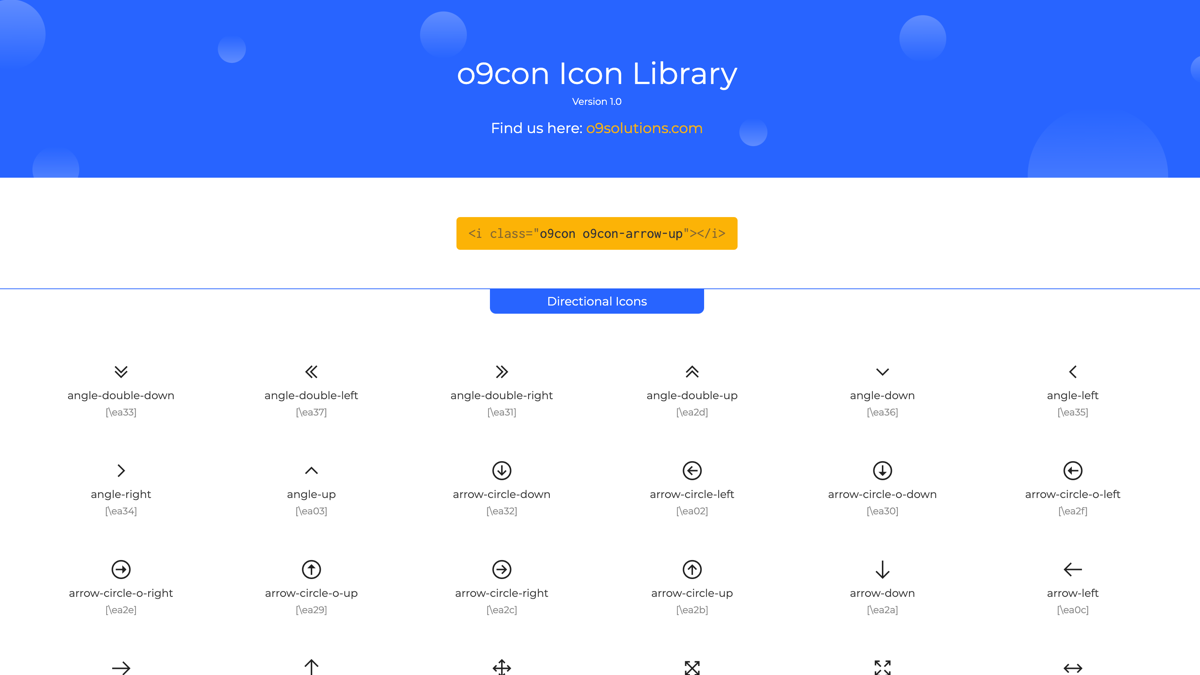 o9con Icon Library
Version 1.0
Find us here: o9solutions.com
<i class="o9con o9con-arrow-up"></i>
Directional Icons
angle-double-down angle-double-left angle-double-right angle-double-up angle-down angle-left
[\ea33] [\ea37] [\ea31] [\ea2d] [\ea36] [\ea35]
angle-right angle-up arrow-circle-down arrow-circle-left arrow-circle-o-down arrow-circle-o-left
[\ea34] [\ea03] [\ea32] [\ea02] [\ea30] [\ea2f]
arrow-circle-o-right arrow-circle-o-up arrow-circle-right arrow-circle-up arrow-down arrow-left
[\ea2e] [\ea29] [\ea2c] [\ea2b] [\ea2a] [\ea0c]